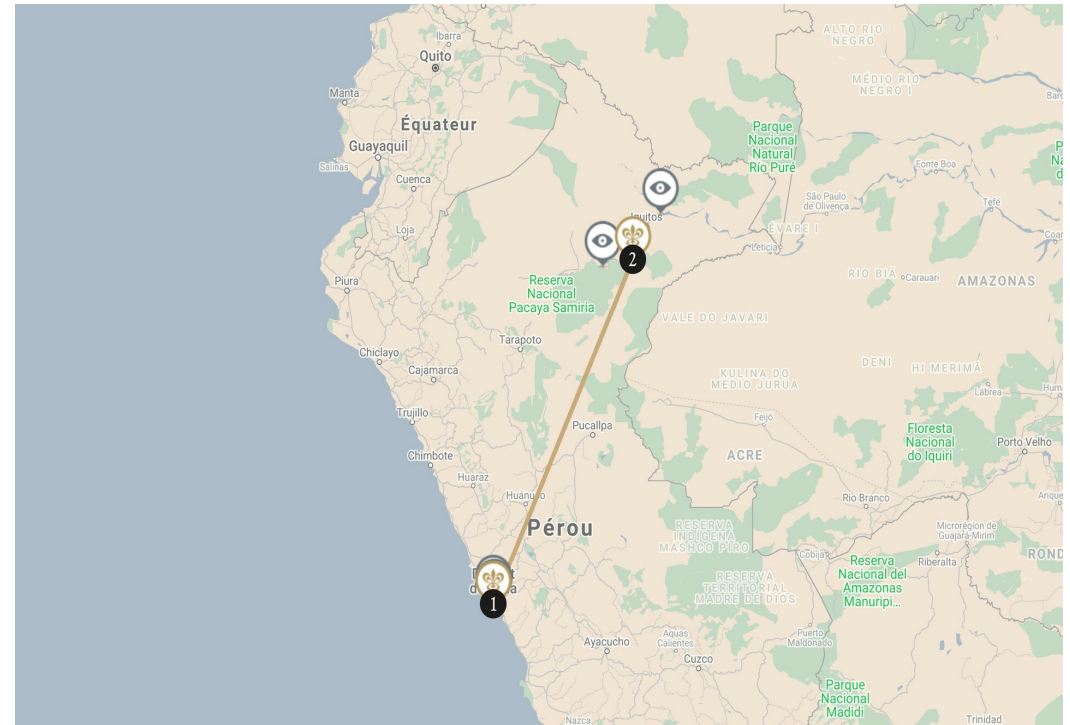 ALTO RIO
NEGRO
Ibarra
Quito
MÉDIO RIO
NEGRO I
Manta
Équateur
Parque
Nacional
Natural
Río Puré
Guayaquil
Salinas
Fonte Boa
Cuenca
São Paulo
de Olivença
Tefé
Iquitos
Loja
ÉVARE I
Leticia
2
RIO BIÁ
Carauari
AMAZONAS
Piura
Reserva
Nacional
Pacaya Samiria
VALE DO JAVARI
Tarapoto
Chiclayo
Cajamarca
DENI
HI MERIMÃ
KULINA DO
MÉDIO JURUÁ
Lábrea
Trujillo
Feijó
Pucallpa
Floresta
Nacional
do Iquiri
Porto Velho
Chimbote
ACRE
Huaraz
Huánuco
Rio Branco
Pérou
RESERVA
INDIGENA
MASHCO PIRO
Microrégion de
Guajará-Mirim
Cobija
Reserva
Nacional del
Amazonas
Manuripi...
Riberalta
RESERVA
TERRITORIAL
MADRE DE DIOS
1
Puerto
Maldonado
Ayacucho
Aguas
Calientes
Cuzco
Parque
Nacional
Madidi
Nazca
Trinidad